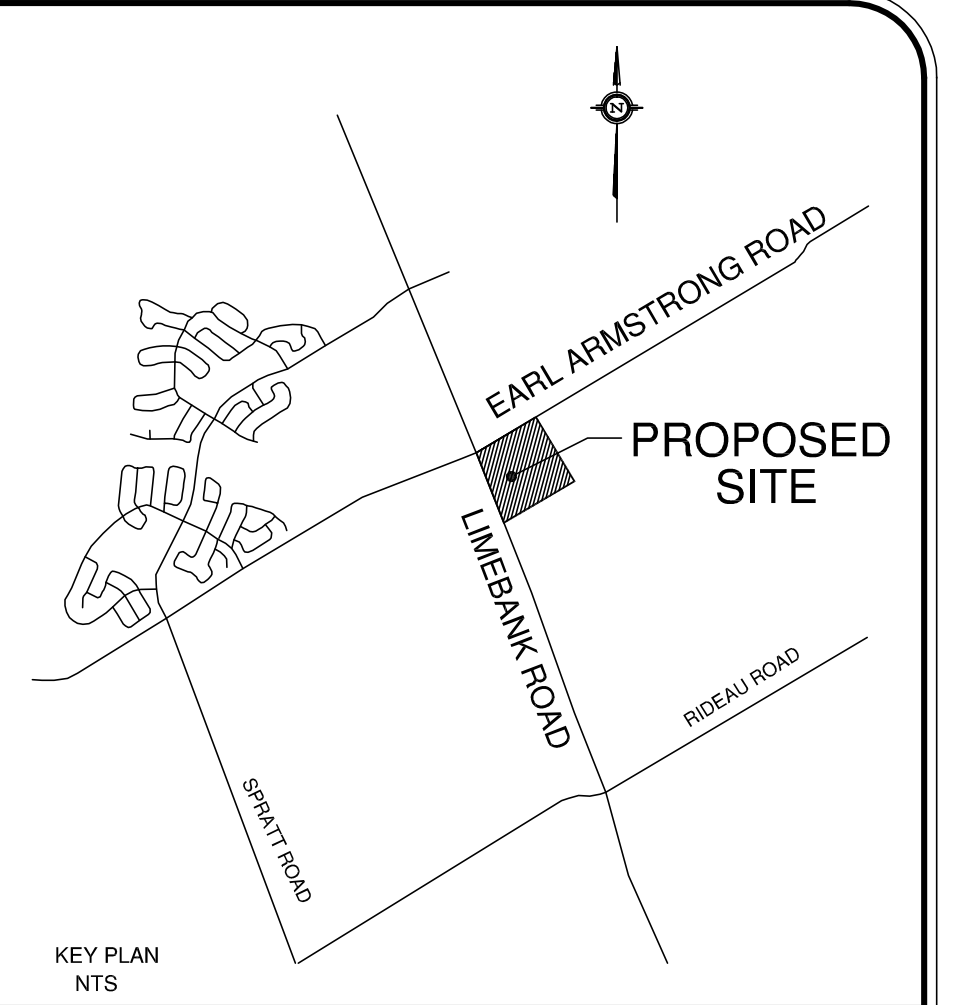 N
EARL ARMSTRONG ROAD
PROPOSED
SITE
LIMEBANK ROAD
RIDEAU ROAD
SPRATT ROAD
KEY PLAN
NTS